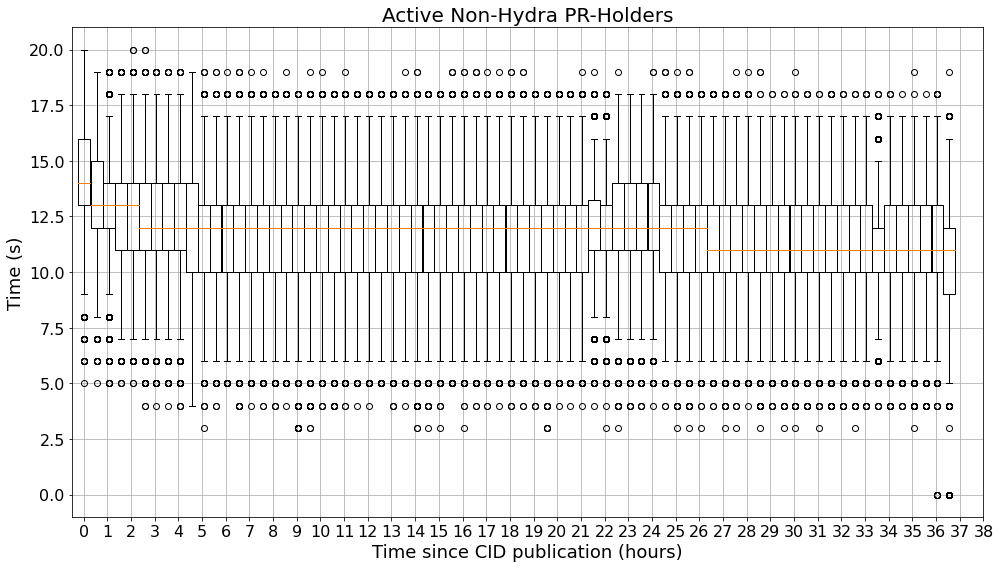 Active Non-Hydra PR-Holders
20.0
17.5
15.0
12.5
10.0
7.5
5.0
2.5
0.0
Time (s)
0 1 2 3 4 5 6 7 8 9 10 11 12 13 14 15 16 17 18 19 20 21 22 23 24 25 26 27 28 29 30 31 32 33 34 35 36 37 38
Time since CID publication (hours)